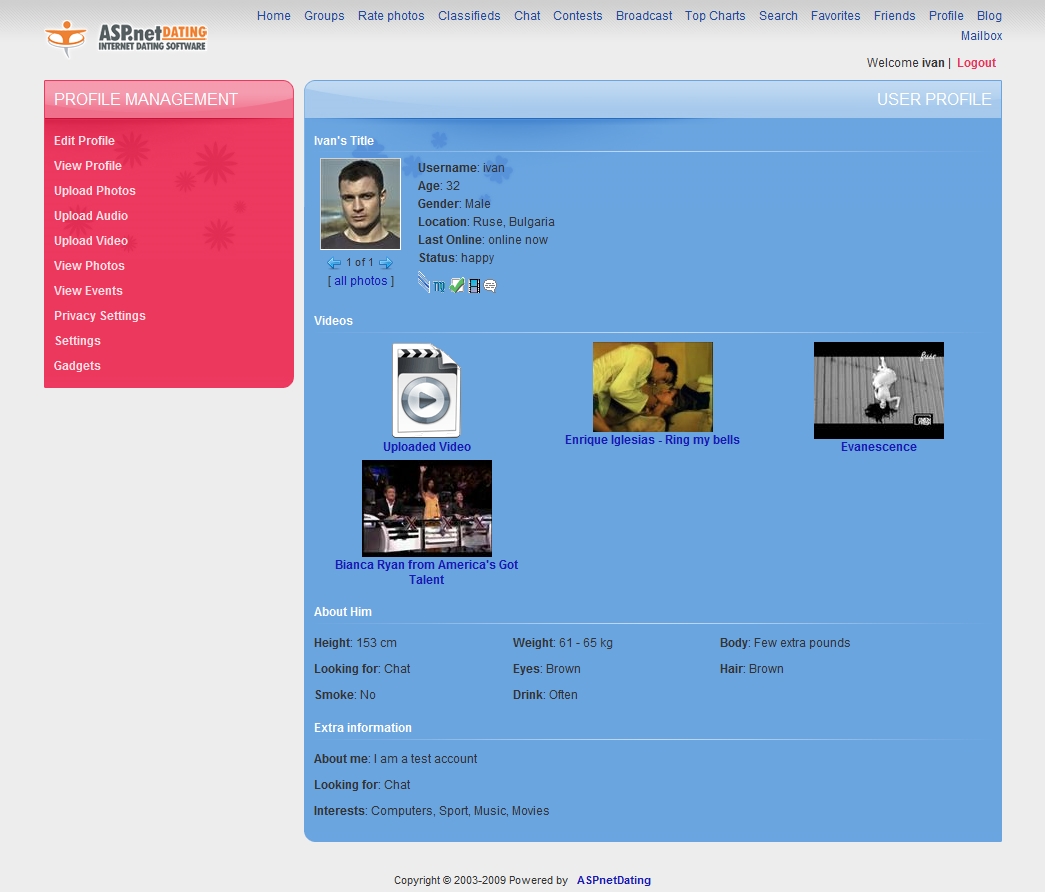 Home Groups Rate photos Classifieds Chat Contests Broadcast Top Charts Search Favorites Friends Profile Blog
Mailbox
ASP.netDATING
INTERNET DATING SOFTWARE
Welcome ivan | Logout
PROFILE MANAGEMENT
Edit Profile
View Profile
Upload Photos
Upload Audio
Upload Video
View Photos
View Events
Privacy Settings
Settings
Gadgets
USER PROFILE
Ivan's Title
Username: ivan
Age: 32
Gender: Male
Location: Ruse, Bulgaria
Last Online: online now
Status: happy
1 of 1
[ all photos ]
Videos
Uploaded Video
Enrique Iglesias - Ring my bells
Evanescence
Bianca Ryan from America's Got
Talent
About Him
Height: 153 cm Weight: 61 - 65 kg Body: Few extra pounds
Looking for: Chat Eyes: Brown Hair: Brown
Smoke: No Drink: Often
Extra information
About me: I am a test account
Looking for: Chat
Interests: Computers, Sport, Music, Movies
Copyright © 2003-2009 Powered by ASPnetDating